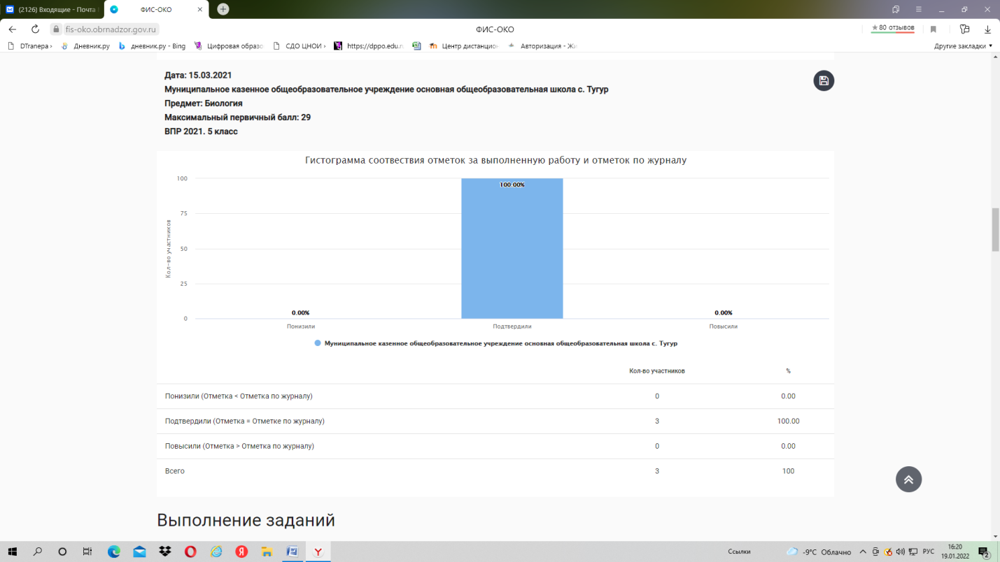 (2126) Входящие - Почта
ФИС-ОКО
fis-oko.obrnadzor.gov.ru
ФИС-ОКО
★ 80 отзывов
DTraпера ›
Дневник.ру
дневник.ру - Bing
Цифровая образо
СДО ЦНОИ ›
https://dppo.edu.ru
Центр дистанцион
Авторизация - Жи
Другие закладки
Дата: 15.03.2021
Муниципальное казенное общеобразовательное учреждение основная общеобразовательная школа с. Тугур
Предмет: Биология
Максимальный первичный балл: 29
ВПР 2021. 5 класс
Гистограмма соотвествия отметок за выполненную работу и отметок по журналу
Кол-во участников
100
75
50
25
0
0.00%
100.00%
0.00%
Понизили
Подтвердили
Повысили
Муниципальное казенное общеобразовательное учреждение основная общеобразовательная школа с. Тугур
Кол-во участников %
Понизили (Отметка < Отметка по журналу) 0 0.00
Подтвердили (Отметка = Отметке по журналу) 3 100.00
Повысили (Отметка > Отметка по журналу) 0 0.00
Всего 3 100
Выполнение заданий
Ссылки
-9°C Облачно
РУС
16:20
19.01.2022
2